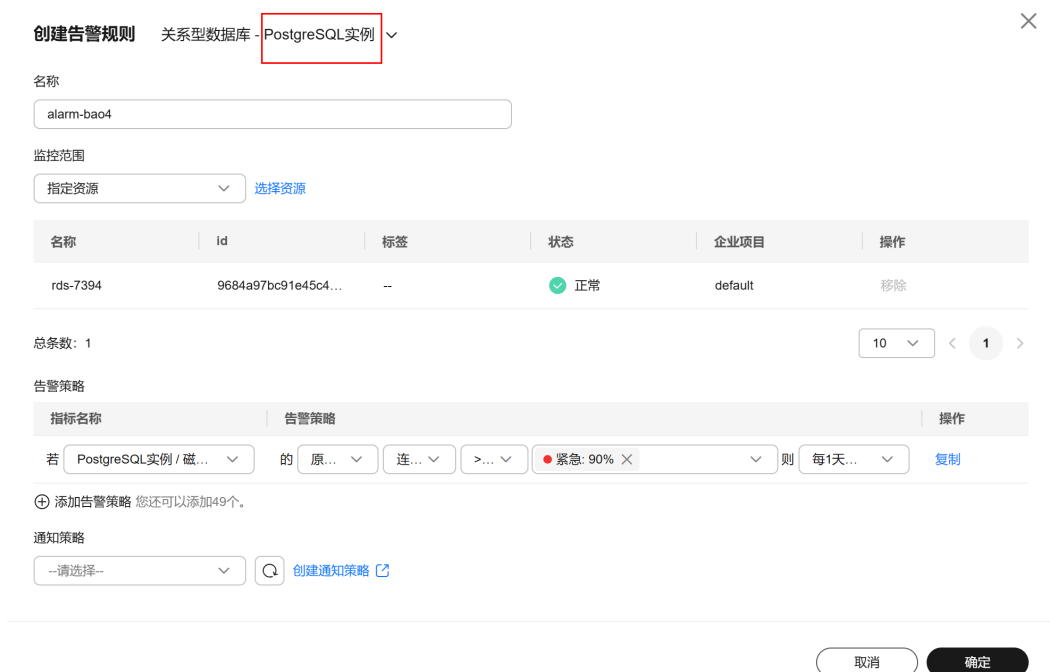 创建告警规则 关系型数据库 - PostgreSQL实例
名称
alarm-bao4
监控范围
指定资源 选择资源
名称 id 标签 状态 企业项目 操作
rds-7394 9684a97bc91e45c4... -- 正常 default 移除
总条数: 1 10 1
告警策略
指标名称 告警策略 操作
若 PostgreSQL实例 / 磁... 的 原... 连... >... 紧急: 90% 则 每1天... 复制
添加告警策略 您还可以添加49个。
通知策略
--请选择-- 创建通知策略
取消 确定